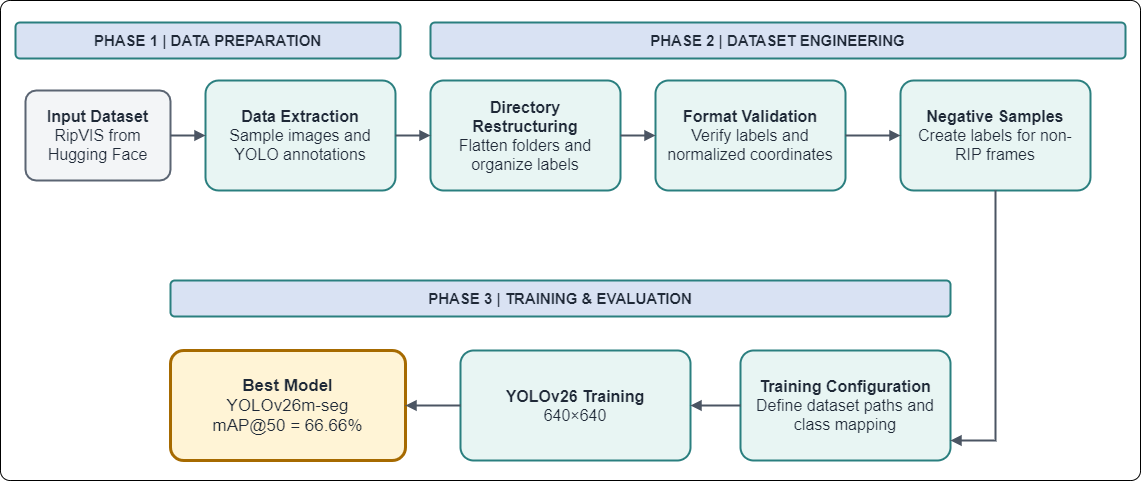 PHASE 1 | DATA PREPARATION
PHASE 2 | DATASET ENGINEERING
Input Dataset
RipVIS from
Hugging Face
Data Extraction
Sample images and
YOLO annotations
Directory
Restructuring
Flatten folders and
organize labels
Format Validation
Verify labels and
normalized coordinates
Negative Samples
Create labels for non-
RIP frames
PHASE 3 | TRAINING & EVALUATION
Best Model
YOLOv26m-seg
mAP@50 = 66.66%
YOLOv26 Training
640×640
Training Configuration
Define dataset paths and
class mapping